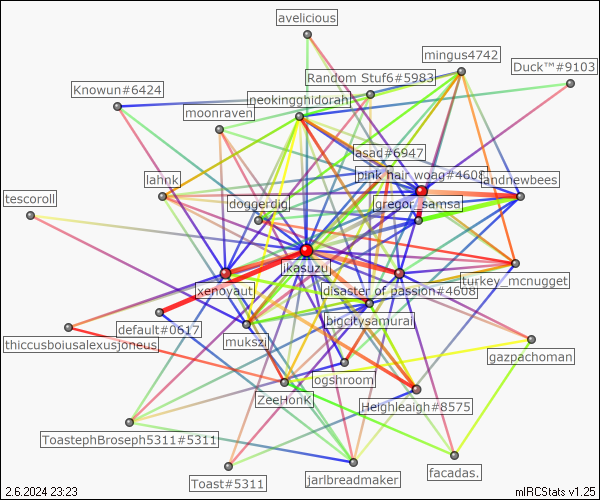 avelicious
mingus4742
Duck™#9103
Random Stuf6#5983
Knowun#6424
neokingghidorah
moonraven
asad#6947
pink hair woag#4608
andnewbees
lahnk
tescoroll
doggerdig
gregor_samsa
jkasuzu
turkey_mcnugget
xenoyaut
disaster of passion#4608
default#0617
bigcitysamurai
mukszi
thiccusboiusalexusjoneus
gazpachoman
ogshroom
ZeeHonK
Heighleaigh#8575
ToastephBroseph5311#5311
facadas.
jarlbreadmaker
Toast#5311
2.6.2024 23:23
mIRCStats v1.25